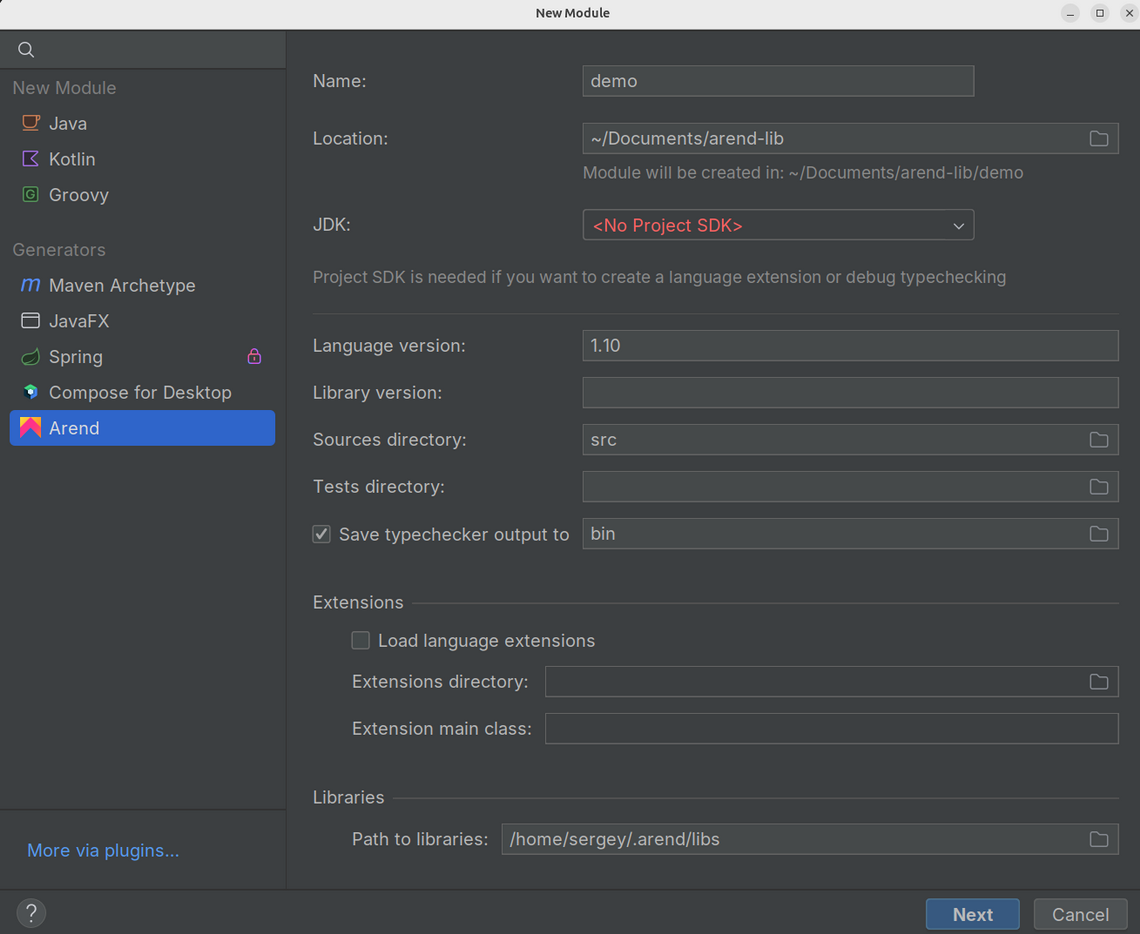 New Module
New Module
Java
Kotlin
G Groovy
Generators
m Maven Archetype
JavaFX
Spring
Compose for Desktop
Arend
More via plugins...
?
Name: demo
Location: ~/Documents/arend-lib
Module will be created in: ~/Documents/arend-lib/demo
JDK: <No Project SDK>
Project SDK is needed if you want to create a language extension or debug typechecking
Language version: 1.10
Library version:
Sources directory: src
Tests directory:
Save typechecker output to bin
Extensions
Load language extensions
Extensions directory:
Extension main class:
Libraries
Path to libraries: /home/sergey/.arend/libs
Next Cancel